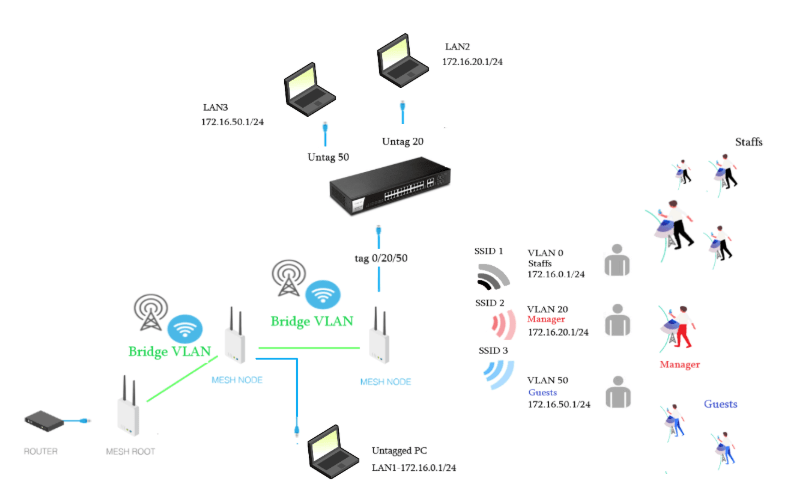 LAN2
172.16.20.1/24
LAN3
172.16.50.1/24
Untag 50
Untag 20
Staffs
tag 0/20/50
SSID 1
VLAN 0
Staffs
172.16.0.1/24
SSID 2
VLAN 20
Manager
172.16.20.1/24
SSID 3
VLAN 50
Guests
172.16.50.1/24
Manager
Guests
Bridge VLAN
Bridge VLAN
MESH NODE
MESH NODE
ROUTER
MESH ROOT
Untagged PC
LAN1-172.16.0.1/24